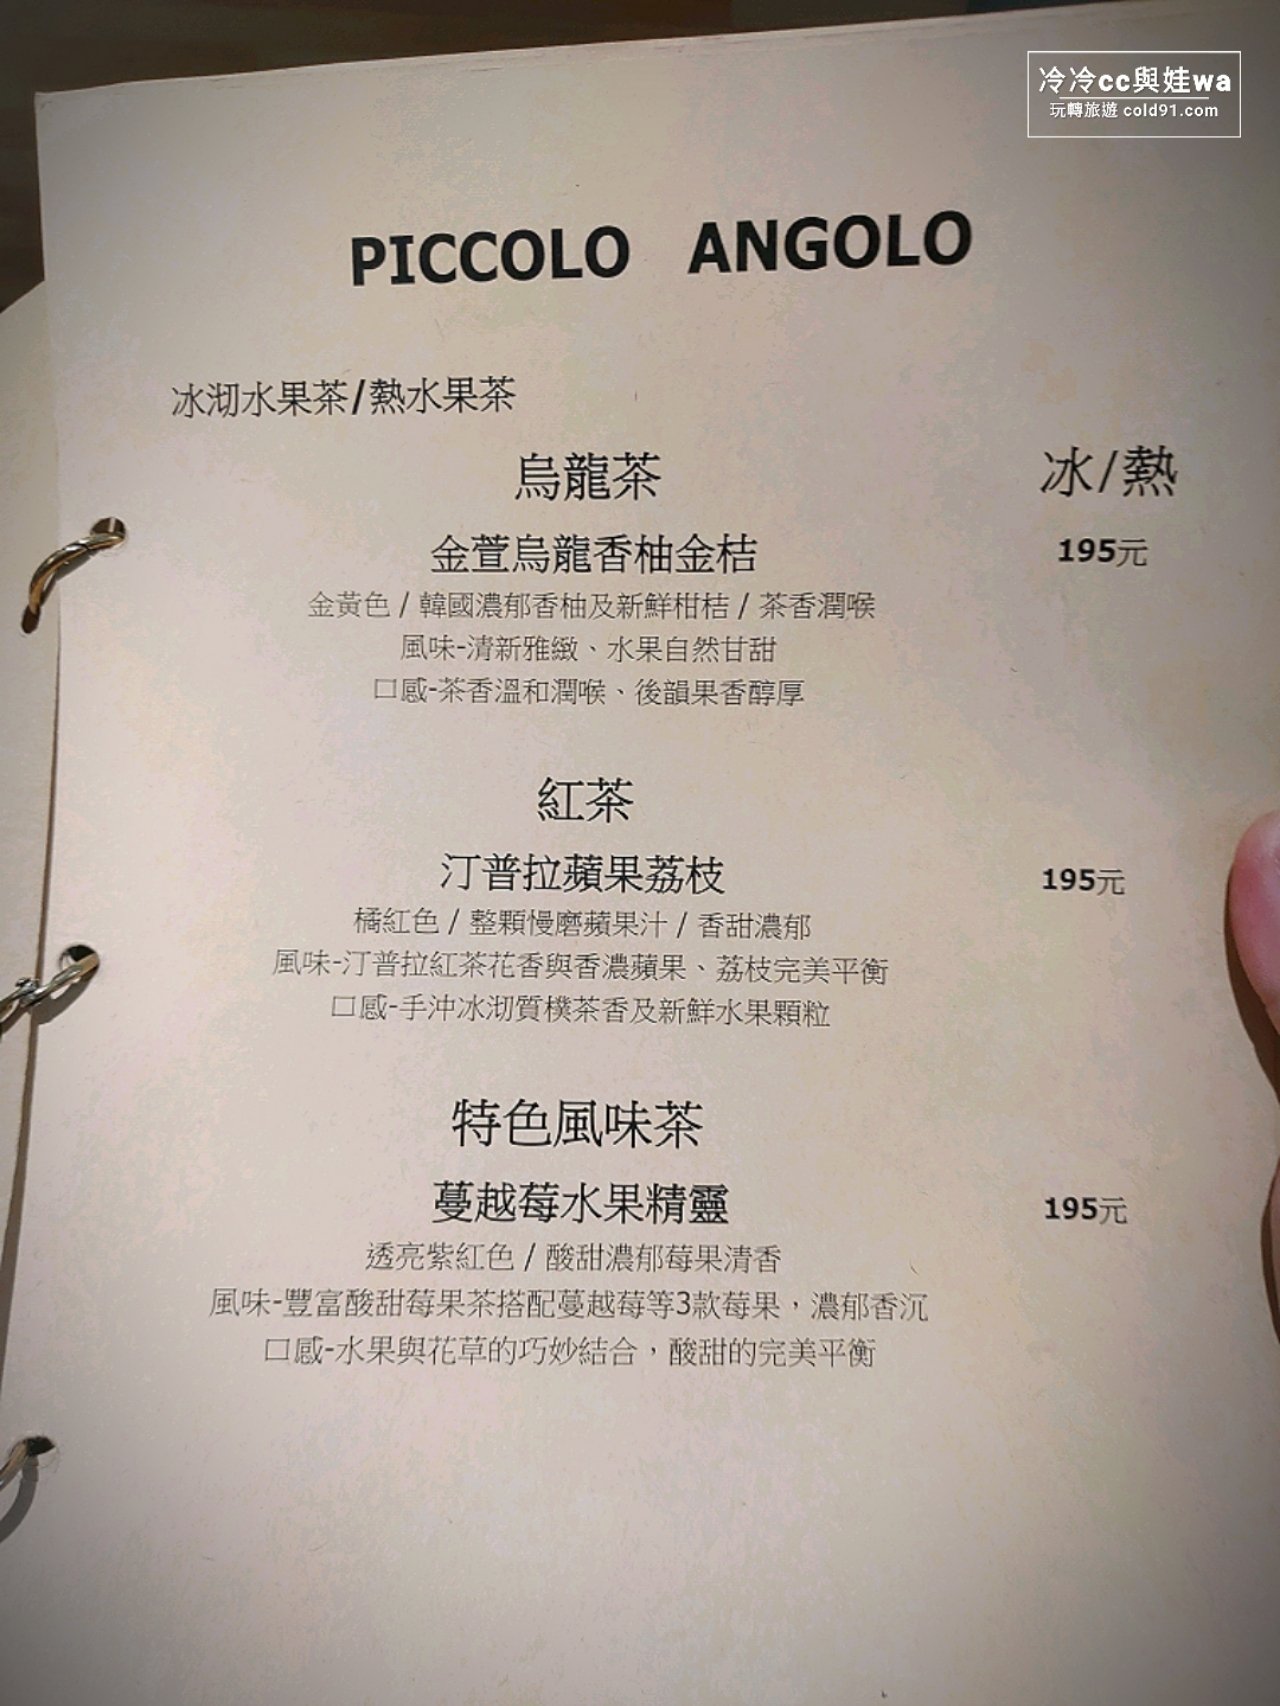 冷冷cc與娃wa
玩轉旅遊 cold91.com
PICCOLO ANGOLO
冰沏水果茶/熱水果茶
烏龍茶 冰/熱
金萱烏龍香柚金桔 195元
金黃色 / 韓國濃郁香柚及新鮮柑桔 / 茶香潤喉
風味-清新雅緻、水果自然甘甜
口感-茶香溫和潤喉、後韻果香醇厚
紅茶
汀普拉蘋果荔枝 195元
橘紅色 / 整顆慢磨蘋果汁 / 香甜濃郁
風味-汀普拉紅茶花香與香濃蘋果、荔枝完美平衡
口感-手沖冰沏質樸茶香及新鮮水果顆粒
特色風味茶
蔓越莓水果精靈 195元
透亮紫紅色 / 酸甜濃郁莓果清香
風味-豐富酸甜莓果茶搭配蔓越莓等3款莓果，濃郁香沉
口感-水果與花草的巧妙結合，酸甜的完美平衡